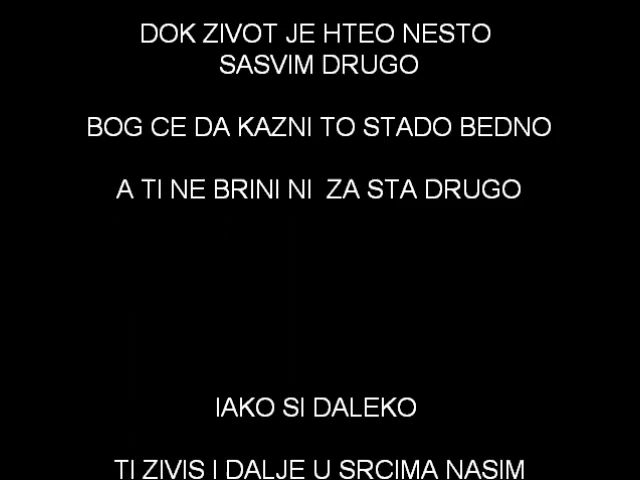 DOK ZIVOT JE HTEO NESTO
SASVIM DRUGO
BOG CE DA KAZNI TO STADO BEDNO
A TI NE BRINI NI  ZA STA DRUGO
IAKO SI DALEKO
TI ZIVIS I DALJE U SRCIMA NASIM